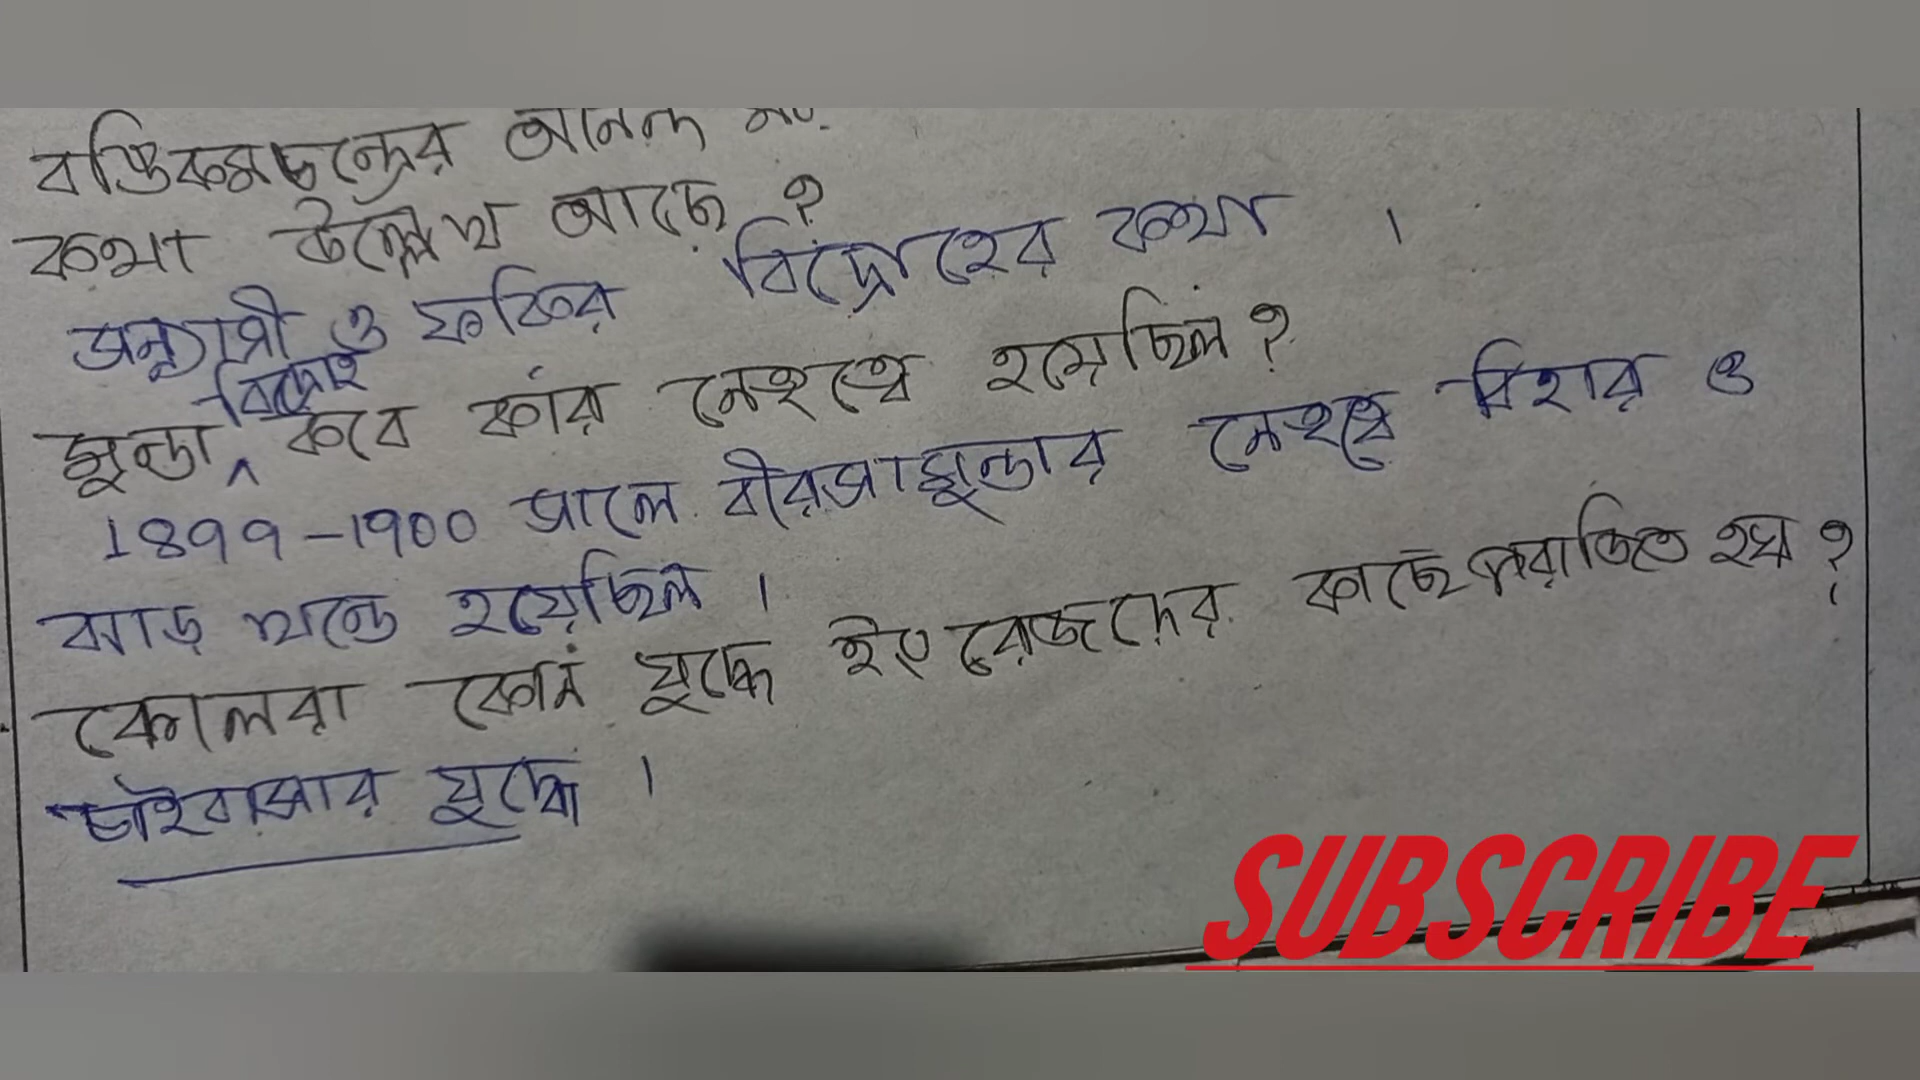 বঙ্কিমচন্দ্রের আনন্দ
কথা উল্লেখ আছে ?
সন্ন্যাসী ও ফকির বিদ্রোহের কথা ।
বিদ্রোহ
মুন্ডা ^ কবে কার নেতৃত্বে হয়েছিল ?
1899-1900 সালে বীরসামুন্ডার নেতৃত্বে বিহার ও
ঝাড় খন্ডে হয়েছিল ।
কোলরা কোন যুদ্ধে ইংরেজদের কাছে পরাজিত হয় ?
চাইবাসার যুদ্ধে ।
SUBSCRIBE